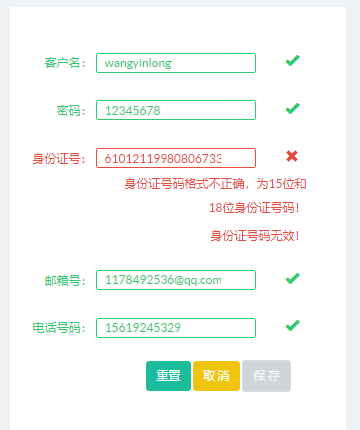 客户名： wangyinlong
密码： 12345678
身份证号： 61012119980806733
身份证号码格式不正确，为15位和
18位身份证号码！
身份证号码无效！
邮箱号： 1178492536@qq.com
电话号码： 15619245329
重置 取消 保存